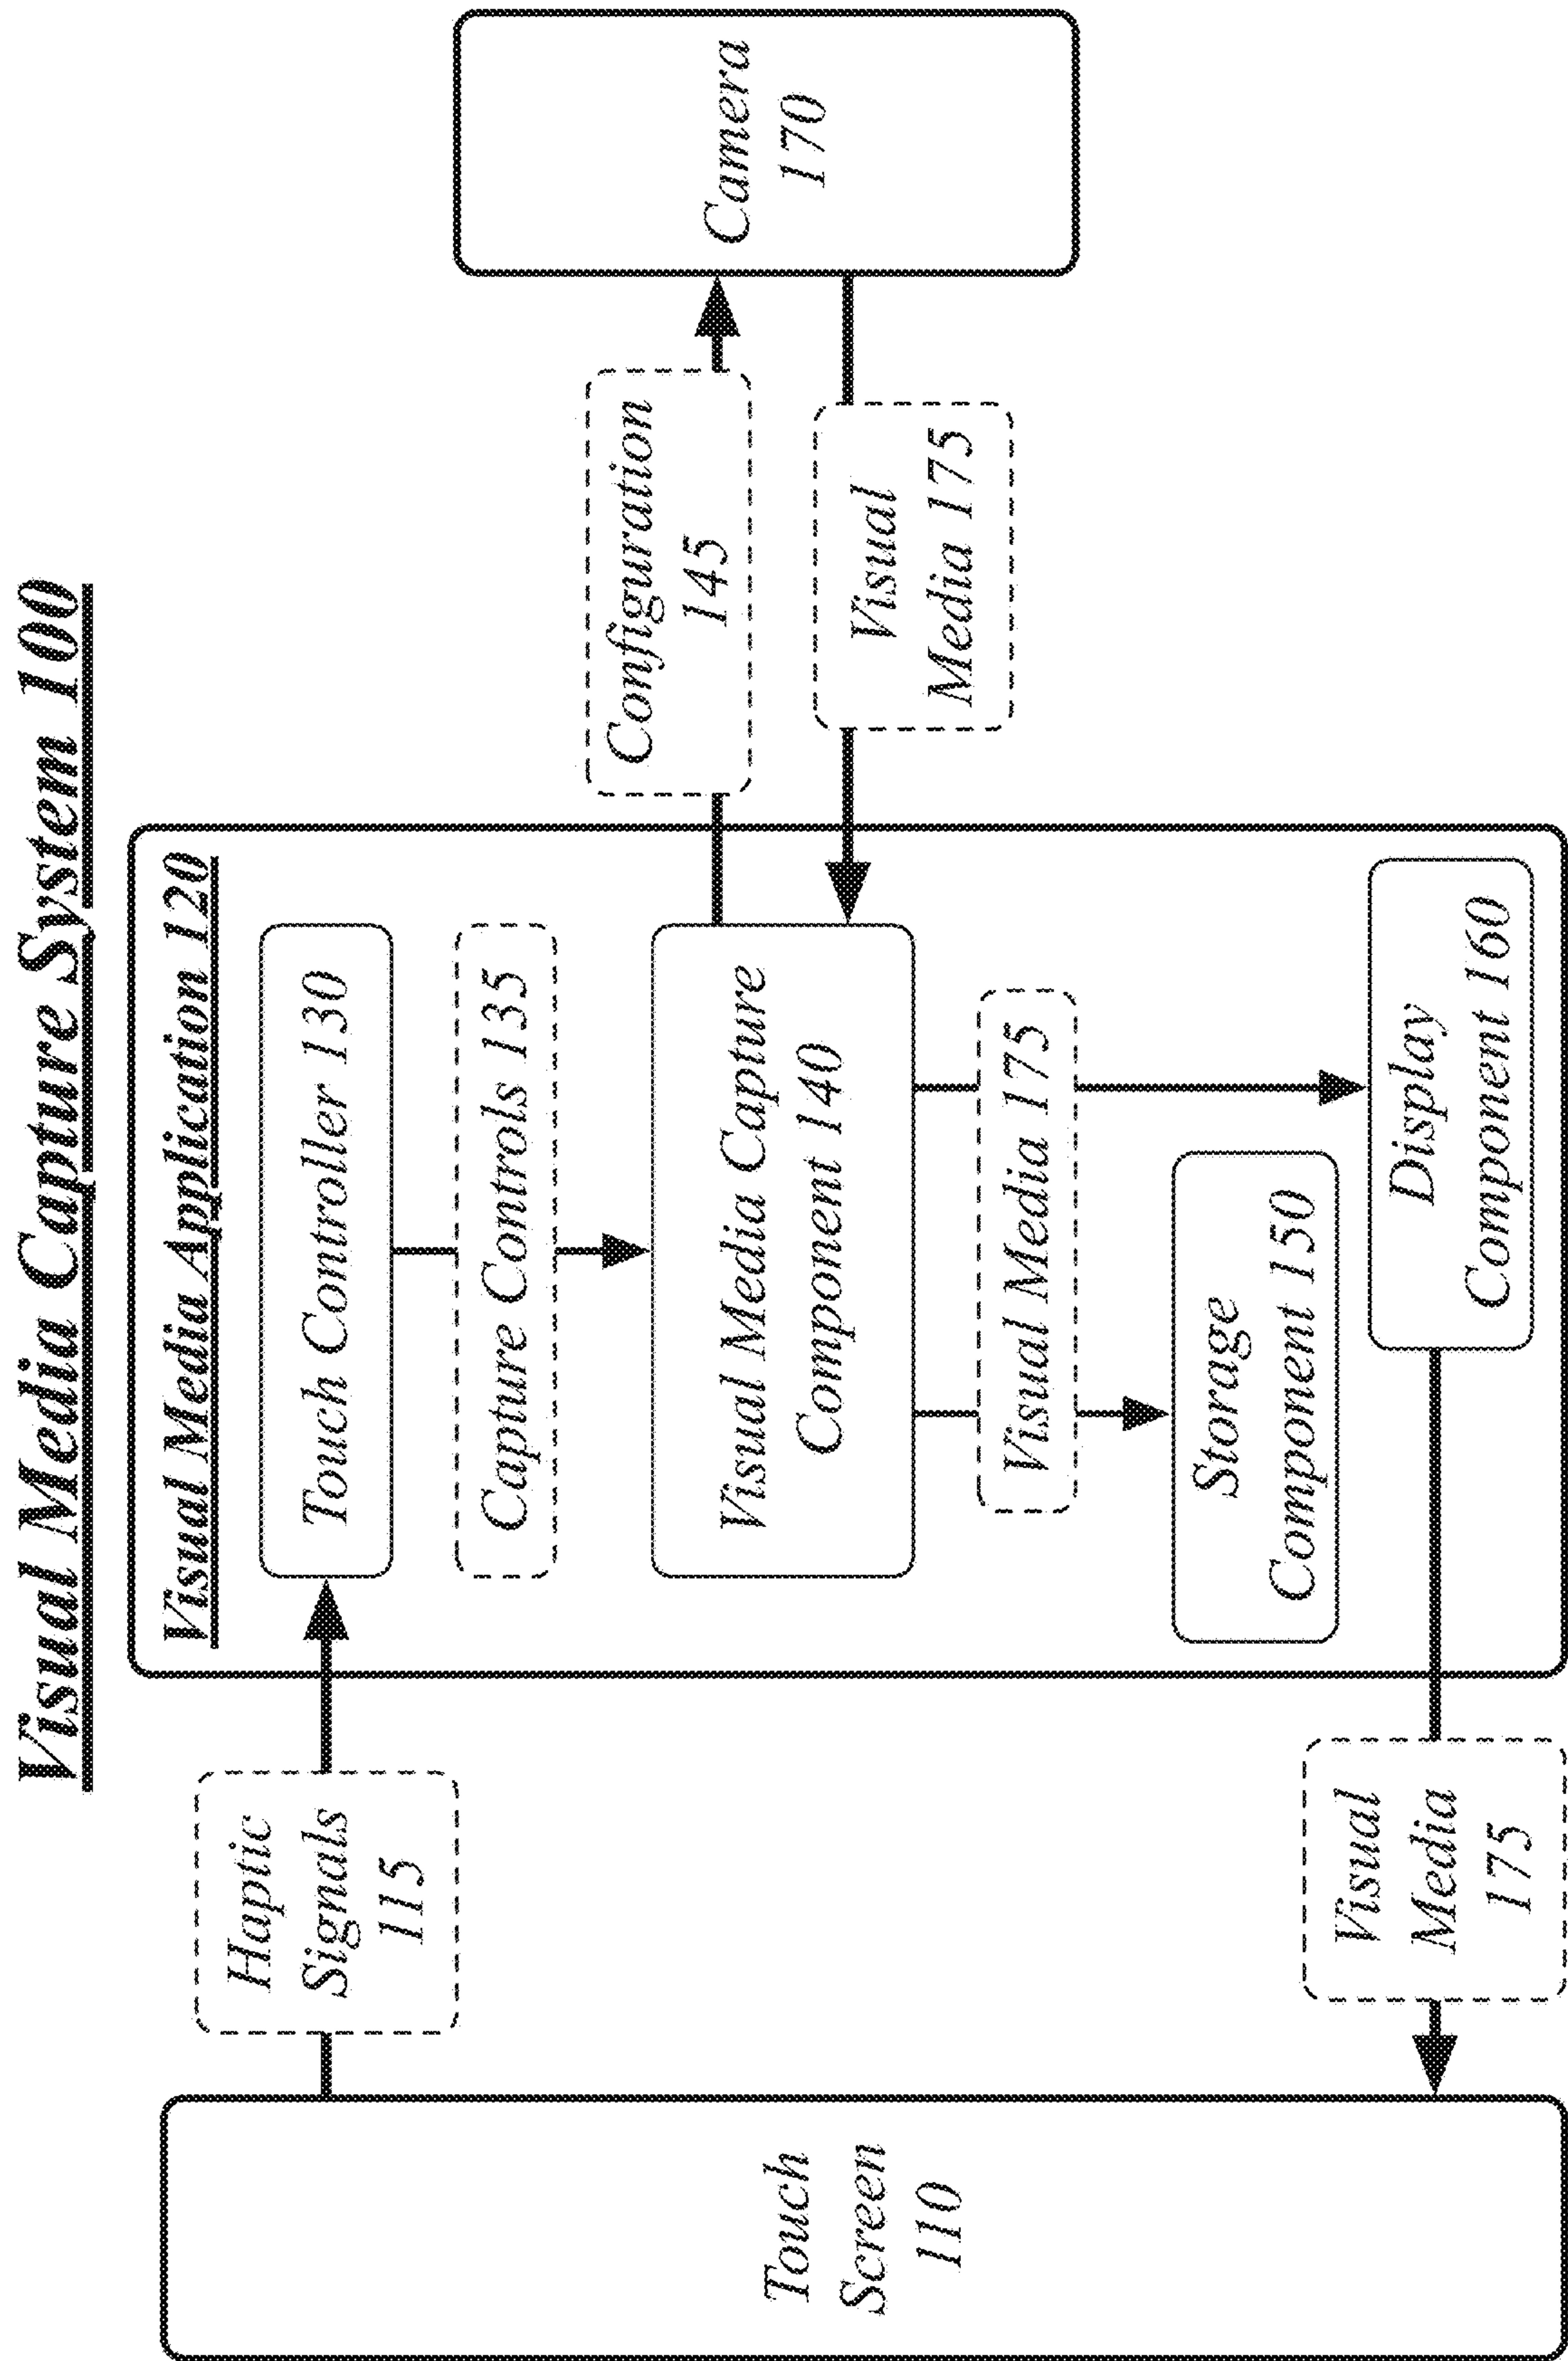 Visual Media Capture System 100
Visual Media Application 120
Touch
Screen
110
Haptic
Signals
115
Touch Controller 130
Capture Controls 135
Visual Media Capture
Component 140
Configuration
145
Camera
170
Visual
Media 175
Visual Media 175
Storage
Component 150
Display
Component 160
Visual
Media
175